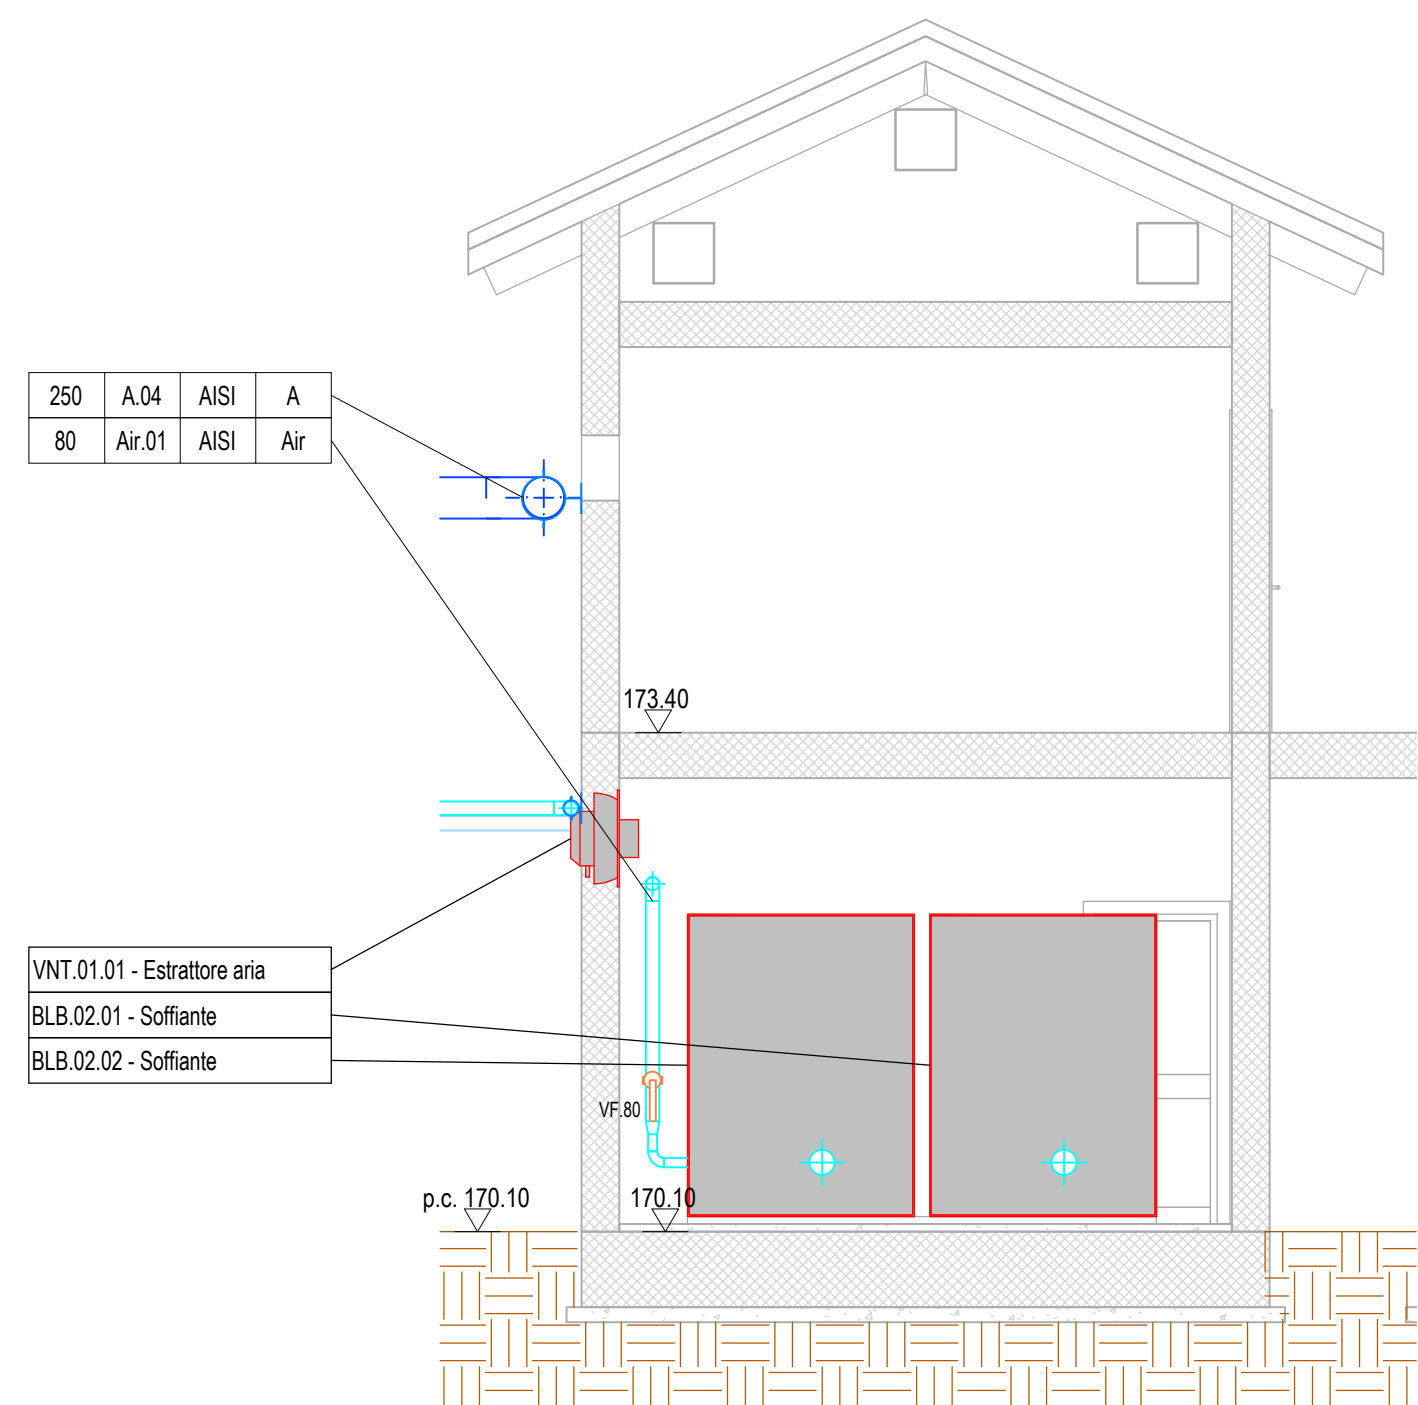 250 A.04 AISI A
80 Air.01 AISI Air
173.40
VNT.01.01 - Estrattore aria
BLB.02.01 - Soffiante
BLB.02.02 - Soffiante
VF.80
p.c. 170.10
170.10